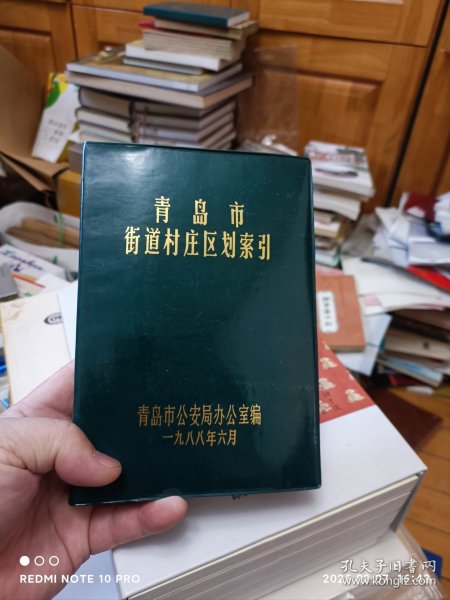 青岛市
街道村庄区划索引
青岛市公安局办公室编
一九八八年六月
REDMI NOTE 10 PRO
孔夫子旧书网